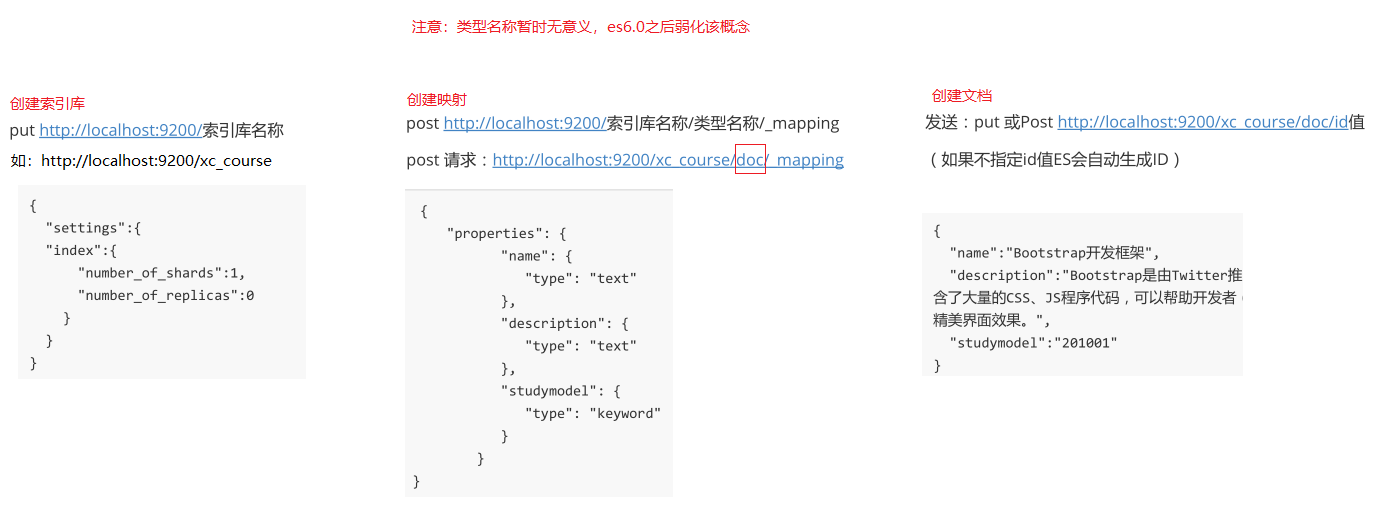 注意：类型名称暂时无意义，es6.0之后弱化该概念
创建索引库
put http://localhost:9200/索引库名称
如：http://localhost:9200/xc_course
{
"settings":{
"index":{
"number_of_shards":1,
"number_of_replicas":0
}
}
}
创建映射
post http://localhost:9200/索引库名称/类型名称/_mapping
post 请求：http://localhost:9200/xc_course/doc/_mapping
{
"properties": {
"name": {
"type": "text"
},
"description": {
"type": "text"
},
"studymodel": {
"type": "keyword"
}
}
}
创建文档
发送：put 或Post http://localhost:9200/xc_course/doc/id值
（如果不指定id值ES会自动生成ID）
{
"name":"Bootstrap开发框架",
"description":"Bootstrap是由Twitter推
含了大量的CSS、JS程序代码，可以帮助开发者
精美界面效果。",
"studymodel":"201001"
}